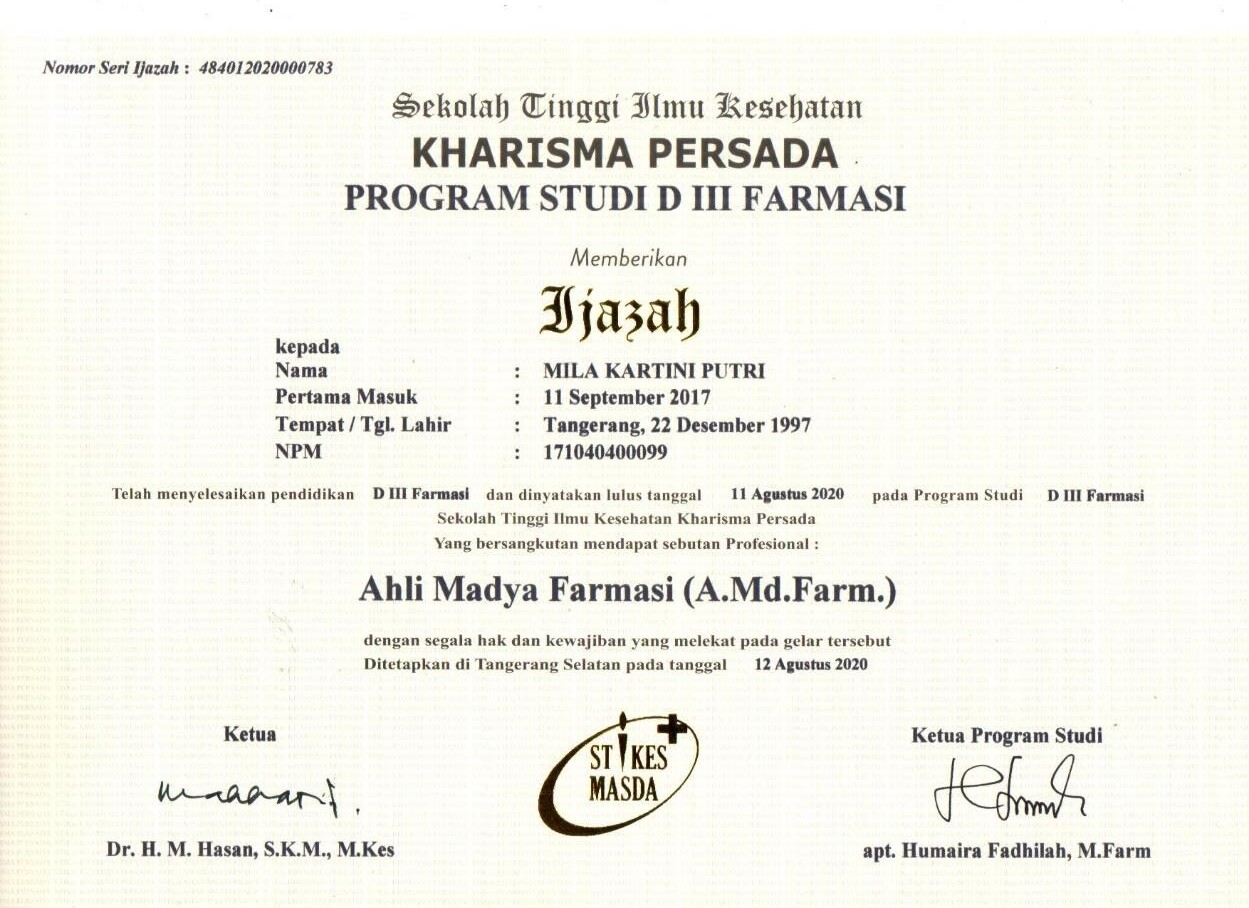 Nomor Seri Ijazah : 484012020000783
Sekolah Tinggi Ilmu Kesehatan
KHARISMA PERSADA
PROGRAM STUDI D III FARMASI
Memberikan
Ijazah
kepada
Nama : MILA KARTINI PUTRI
Pertama Masuk : 11 September 2017
Tempat / Tgl. Lahir : Tangerang, 22 Desember 1997
NPM : 171040400099
Telah menyelesaikan pendidikan D III Farmasi dan dinyatakan lulus tanggal 11 Agustus 2020 pada Program Studi D III Farmasi
Sekolah Tinggi Ilmu Kesehatan Kharisma Persada
Yang bersangkutan mendapat sebutan Profesional :
Ahli Madya Farmasi (A.Md.Farm.)
dengan segala hak dan kewajiban yang melekat pada gelar tersebut
Ditetapkan di Tangerang Selatan pada tanggal 12 Agustus 2020
Ketua
Dr. H. M. Hasan, S.K.M., M.Kes
STIKES
MASDA
Ketua Program Studi
apt. Humaira Fadhilah, M.Farm